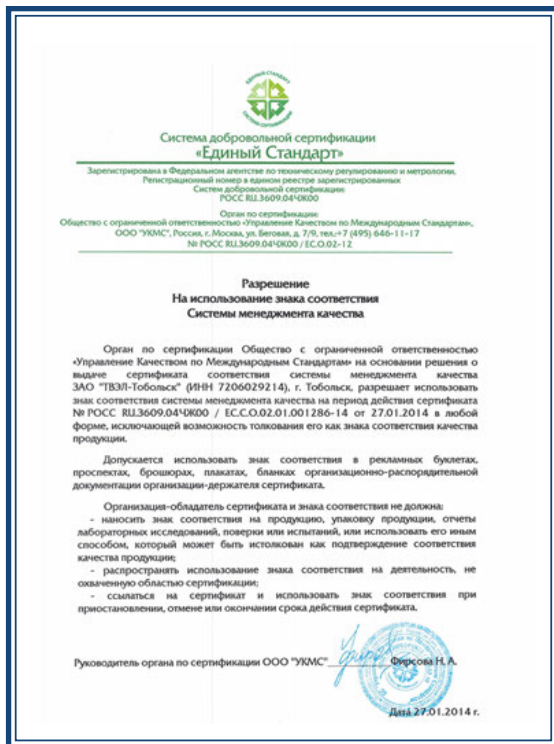 ЕДИНЫЙ СТАНДАРТ
СИСТЕМА СЕРТИФИКАЦИИ
Система добровольной сертификации
«Единый Стандарт»
Зарегистрирована в Федеральном агентстве по техническому регулированию и метрологии.
Регистрационный номер в едином реестре зарегистрированных
Систем добровольной сертификации:
РОСС RU.З609.04ЧЖ00
Орган по сертификации:
Общество с ограниченной ответственностью «Управление Качеством по Международным Стандартам»,
ООО "УКМС", Россия, г. Москва, ул. Беговая, д. 7/9, тел.:+7 (495) 646-11-17
№ РОСС RU.З609.04ЧЖ00 / ЕС.О.02-12
Разрешение
На использование знака соответствия
Системы менеджмента качества
Орган по сертификации Общество с ограниченной ответственностью
«Управление Качеством по Международным Стандартам» на основании решения о
выдаче сертификата соответствия системы менеджмента качества
ЗАО "ТВЭЛ-Тобольск" (ИНН 7206029214), г. Тобольск, разрешает использовать
знак соответствия системы менеджмента качества на период действия сертификата
№ РОСС RU.З609.04ЧЖ00 / ЕС.С.О.02.01.001286-14 от 27.01.2014 в любой
форме, исключающей возможность толкования его как знака соответствия качества
продукции.
Допускается использовать знак соответствия в рекламных буклетах,
проспектах, брошюрах, плакатах, бланках организационно-распорядительной
документации организации-держателя сертификата.
Организация-обладатель сертификата и знака соответствия не должна:
- наносить знак соответствия на продукцию, упаковку продукции, отчеты
лабораторных исследований, поверки или испытаний, или использовать его иным
способом, который может быть истолкован как подтверждение соответствия
качества продукции;
- распространять использование знака соответствия на деятельность, не
охваченную областью сертификации;
- ссылаться на сертификат и использовать знак соответствия при
приостановлении, отмене или окончании срока действия сертификата.
Руководитель органа по сертификации ООО "УКМС" Фирсова Н. А.
Дата 27.01.2014 г.